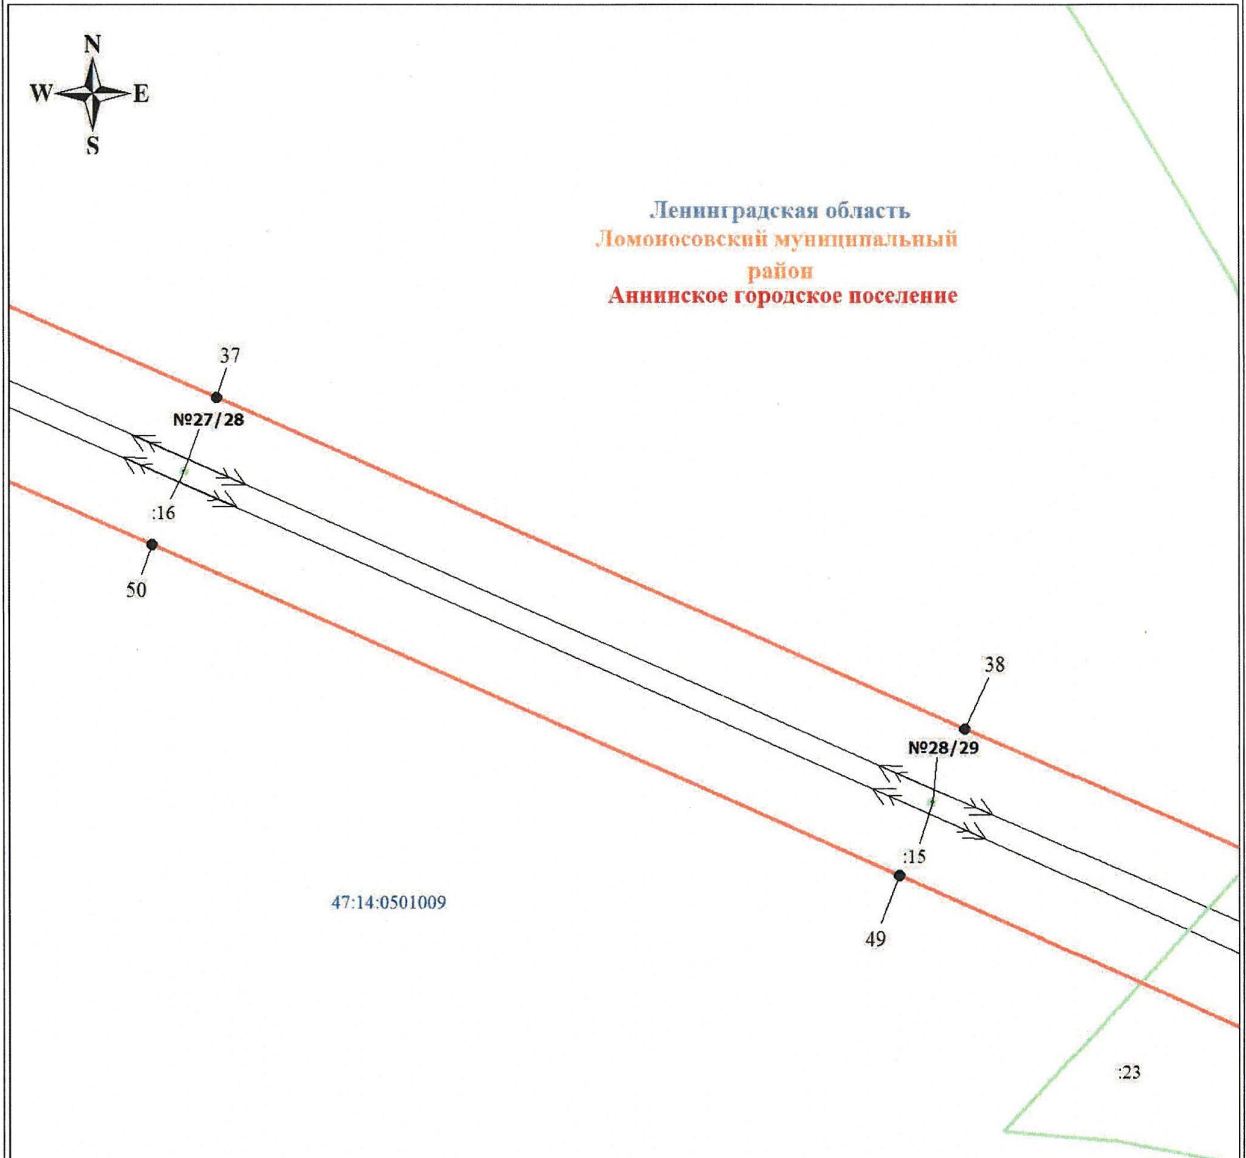 N
W E
S
Ленинградская область
Ломоносовский муниципальный
район
Аннинское городское поселение
37
№27/28
:16
50
38
№28/29
:15
47:14:0501009
49
:23